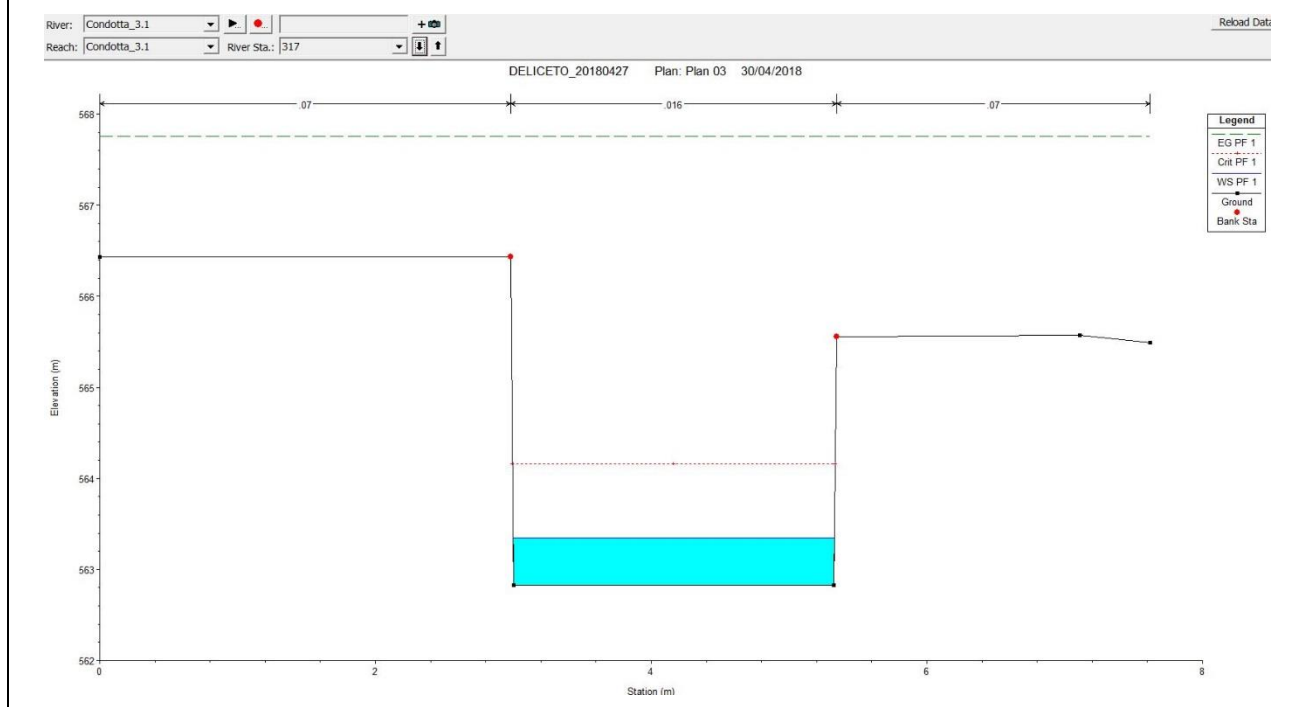 River: Condotta_3.1
Reload Data
Reach: Condotta_3.1 River Sta.: 317
DELICETO_20180427 Plan: Plan 03 30/04/2018
.07 .016 .07
Legend
EG PF 1
Crit PF 1
WS PF 1
Ground
Bank Sta
568
567
566
565
564
563
562
Elevation (m)
0 2 4 6 8
Station (m)